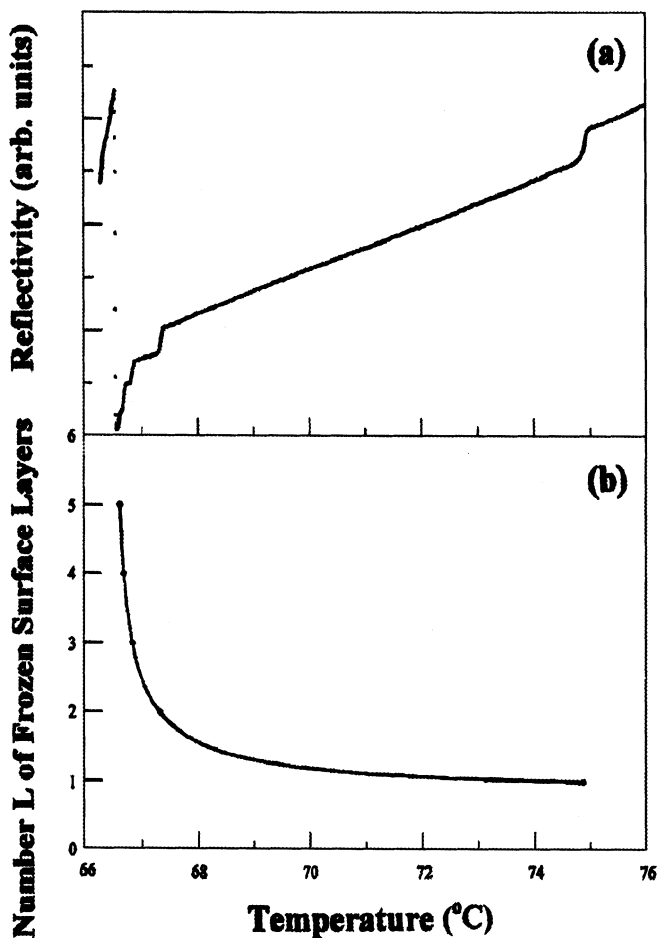 Reflectivity (arb. units)
(a)
Number L of Frozen Surface Layers
6
(b)
5
4
3
2
1
0
66
68
70
72
74
76
Temperature (°C)